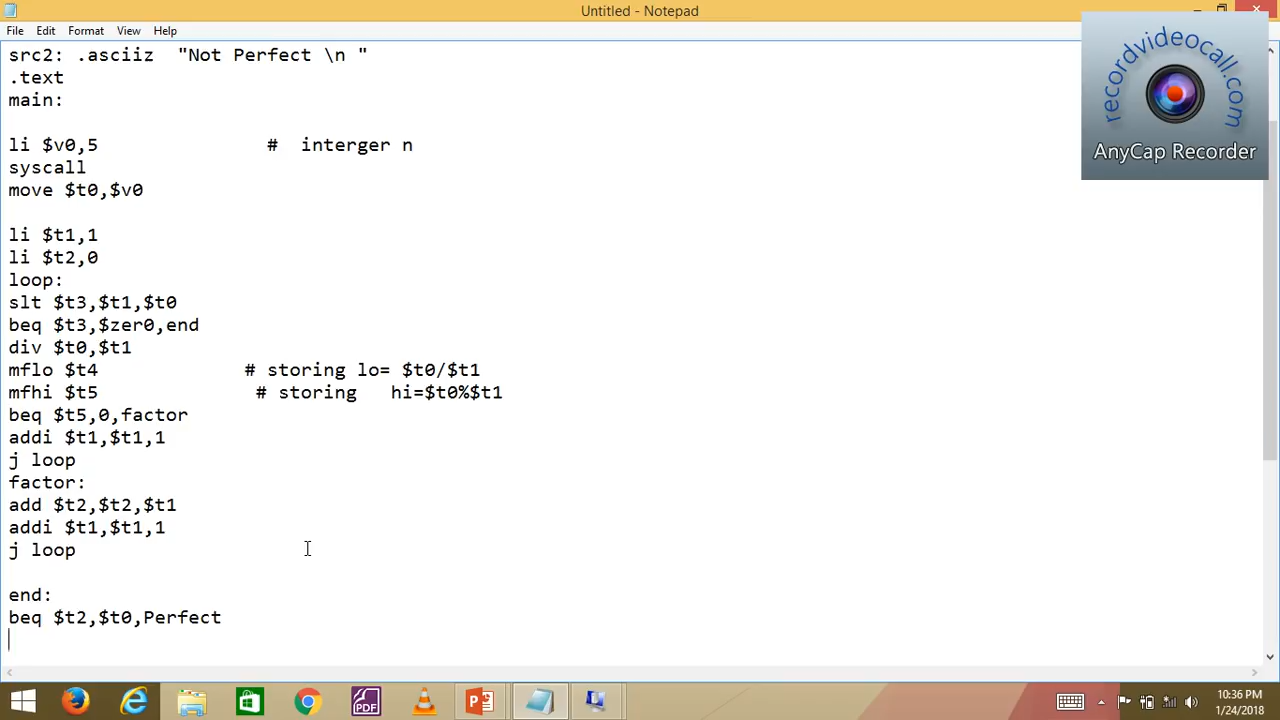 Untitled - Notepad
File Edit Format View Help
recordvideocall.com
AnyCap Recorder
src2: .asciiz  "Not Perfect \n "
.text
main:
li $v0,5               #  interger n
syscall
move $t0,$v0
li $t1,1
li $t2,0
loop:
slt $t3,$t1,$t0
beq $t3,$zer0,end
div $t0,$t1
mflo $t4             # storing lo= $t0/$t1
mfhi $t5              # storing   hi=$t0%$t1
beq $t5,0,factor
addi $t1,$t1,1
j loop
factor:
add $t2,$t2,$t1
addi $t1,$t1,1
j loop
end:
beq $t2,$t0,Perfect
PDF
10:36 PM
1/24/2018